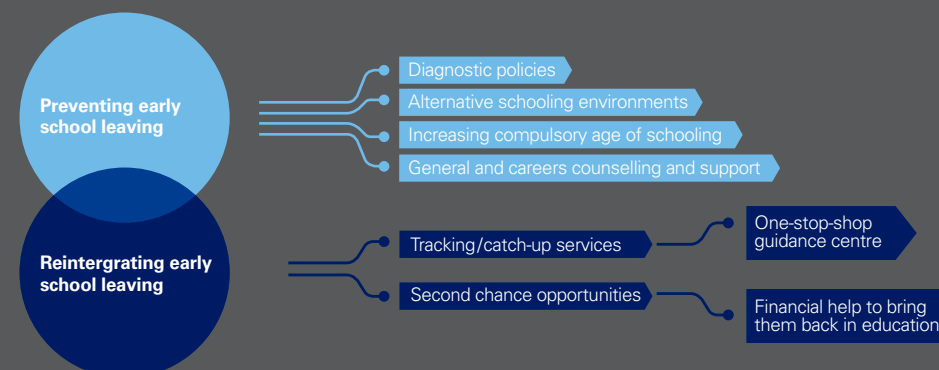 Preventing early
school leaving
Diagnostic policies
Alternative schooling environments
Increasing compulsory age of schooling
General and careers counselling and support
Reintergrating early
school leaving
Tracking/catch-up services
Second chance opportunities
One-stop-shop
guidance centre
Financial help to bring
them back in education